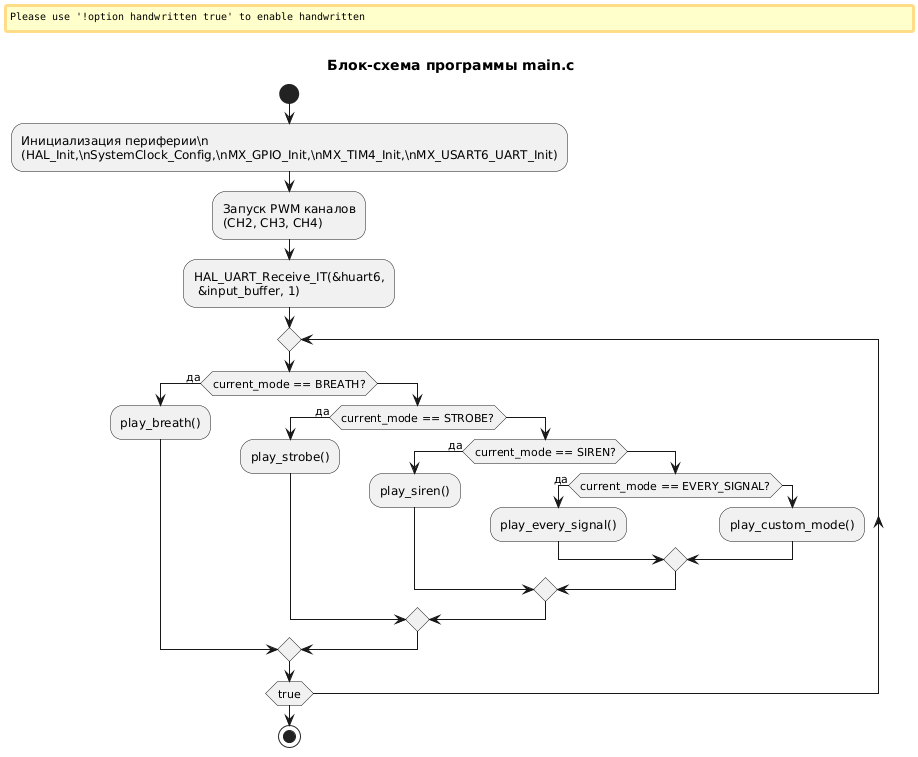 Please use '!option handwritten true' to enable handwritten
Блок-схема программы main.c
Инициализация периферии\n
(HAL_Init,\nSystemClock_Config,\nMX_GPIO_Init,\nMX_TIM4_Init,\nMX_USART6_UART_Init)
Запуск PWM каналов
(CH2, CH3, CH4)
HAL_UART_Receive_IT(&huart6,
&input_buffer, 1)
да
current_mode == BREATH?
play_breath()
да
current_mode == STROBE?
play_strobe()
да
current_mode == SIREN?
play_siren()
да
current_mode == EVERY_SIGNAL?
play_every_signal()
play_custom_mode()
true